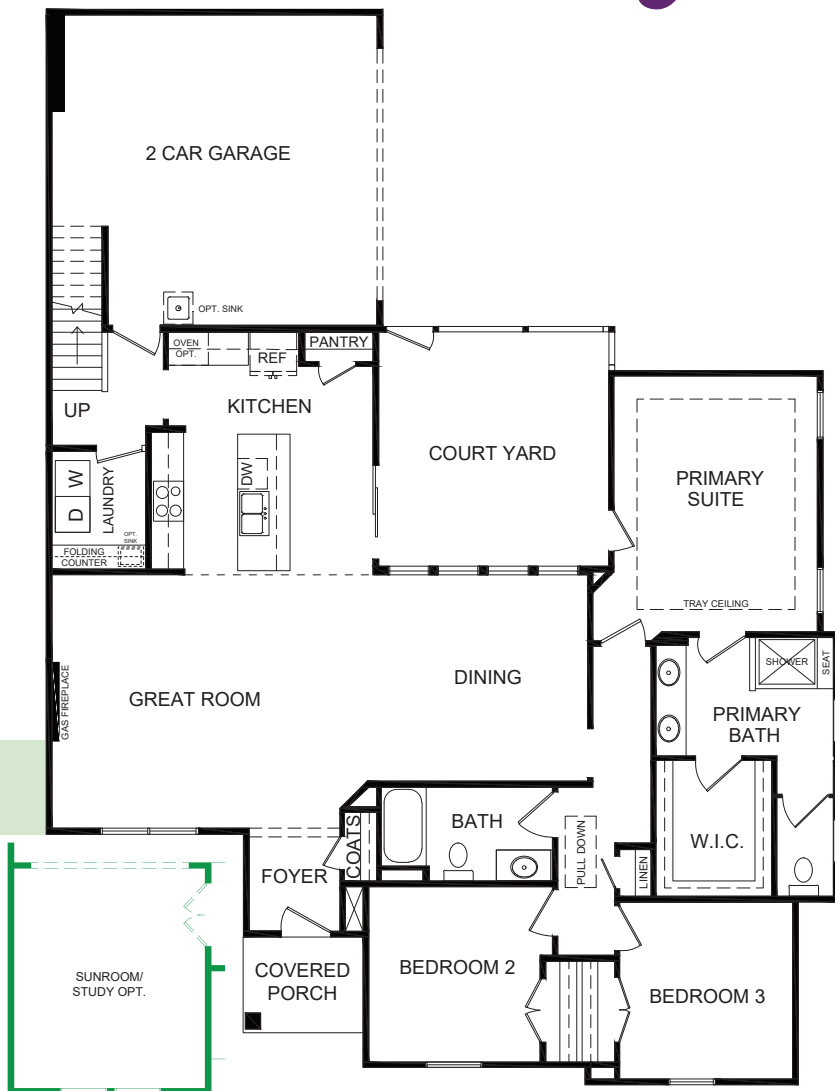 2 CAR GARAGE
OPT. SINK
OVEN
OPT.
REF
PANTRY
UP
KITCHEN
COURT YARD
PRIMARY
SUITE
TRAY CEILING
W
D
LAUNDRY
OPT.
SINK
FOLDING
COUNTER
DW
GAS FIREPLACE
GREAT ROOM
DINING
SHOWER
SEAT
PRIMARY
BATH
W.I.C.
BATH
COATS
PULL DOWN
LINEN
FOYER
COVERED
PORCH
BEDROOM 2
BEDROOM 3
SUNROOM/
STUDY OPT.